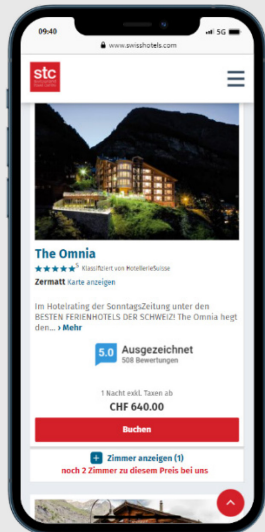 09:40
5G
www.swisshotels.com
stc
The Omnia
★★★★★S Klassifiziert von HotellerieSuisse
Zermatt Karte anzeigen
Im Hotelrating der SonntagsZeitung unter den
BESTEN FERIENHOTELS DER SCHWEIZ! The Omnia hegt
den... › Mehr
5.0 Ausgezeichnet
508 Bewertungen
1 Nacht exkl. Taxen ab
CHF 640.00
Buchen
Zimmer anzeigen (1)
noch 2 Zimmer zu diesem Preis bei uns